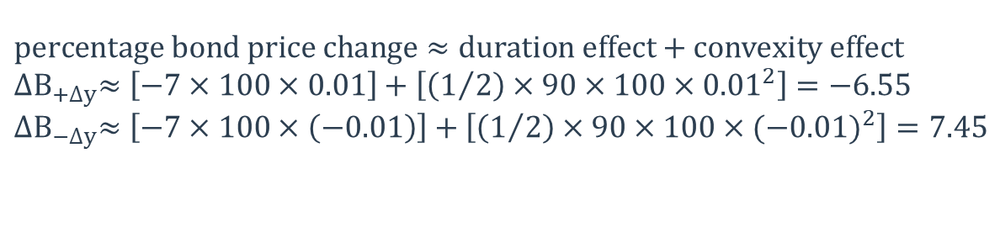 percentage bond price change ≈ duration effect + convexity effect
ΔB₊Δy≈ [−7 × 100 × 0.01] + [(1/2) × 90 × 100 × 0.01²] = −6.55
ΔB₋Δy≈ [−7 × 100 × (−0.01)] + [(1/2) × 90 × 100 × (−0.01)²] = 7.45